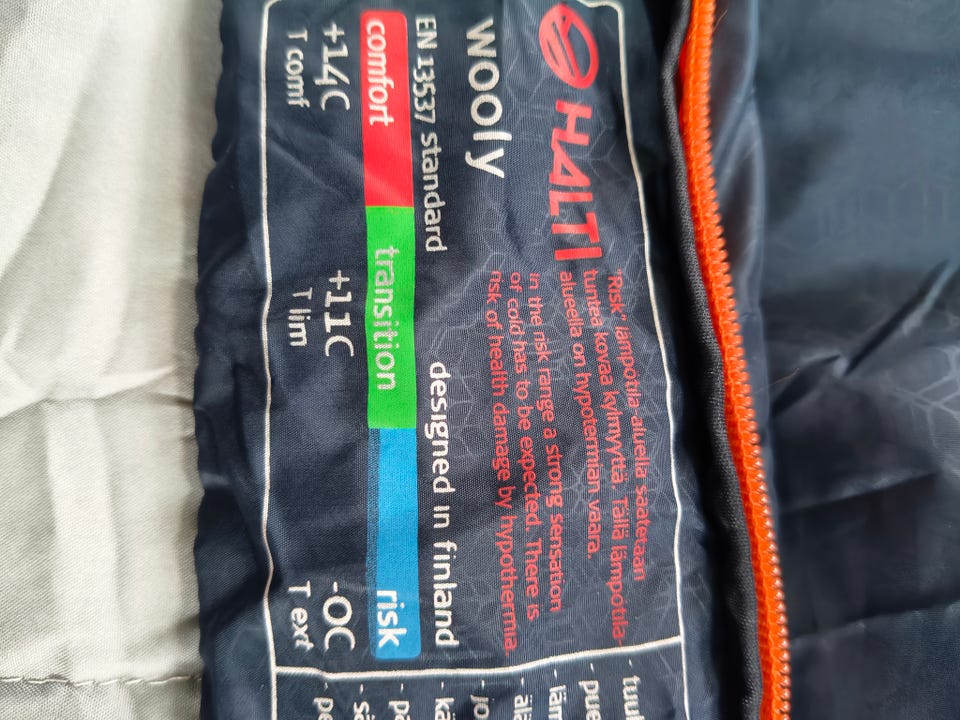 HALTI
"Risk" lämpötila-aluella saatetaan
tuntea kovaa kylmyyttä. Tällä lämpötila-
alueella on hypotermian vaara.
In the risk range a strong sensation
of cold has to be expected. There is
risk of health damage by hypothermia.
wooly
EN 13537 standard designed in finland
comfort transition risk
+14C +11C -0C
T comf T lim T ext